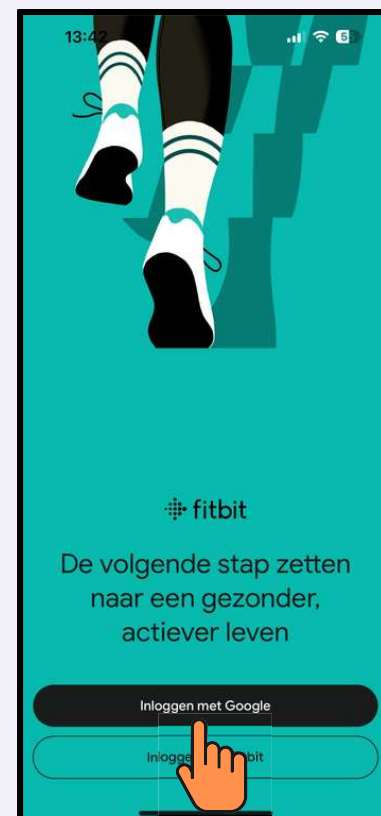 13:42
fitbit
De volgende stap zetten
naar een gezonder,
actiever leven
Inloggen met Google